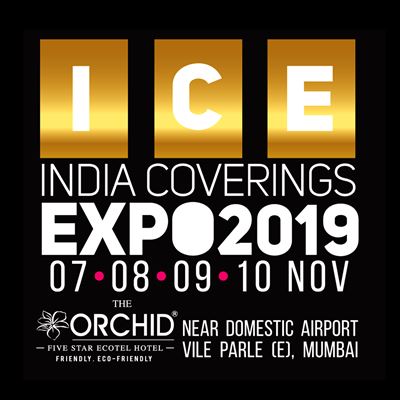 ICE
INDIA COVERINGS
EXPO2019
07•08•09•10 NOV
THE
ORCHID®
— FIVE STAR ECOTEL HOTEL —
FRIENDLY. ECO-FRIENDLY
NEAR DOMESTIC AIRPORT
VILE PARLE (E), MUMBAI